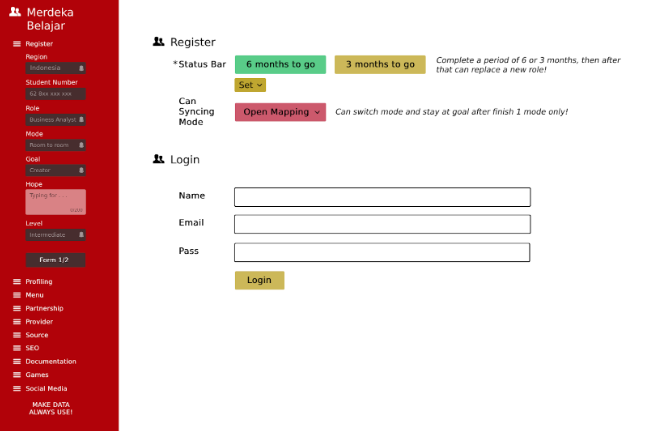 Merdeka
Belajar
Register
Region
Indonesia
Student Number
62 8xx xxx xxx
Role
Business Analyst
Mode
Room to room
Goal
Creator
Hope
Typing for . . .
Level
Intermediate
Form 1/2
Profiling
Menu
Partnership
Provider
Source
SEO
Documentation
Games
Social Media
MAKE DATA
ALWAYS USE!
Register
*Status Bar
6 months to go
3 months to go
Complete a period of 6 or 3 months, then after
that can replace a new role!
Set
Can
Syncing
Mode
Open Mapping
Can switch mode and stay at goal after finish 1 mode only!
Login
Name
Email
Pass
Login